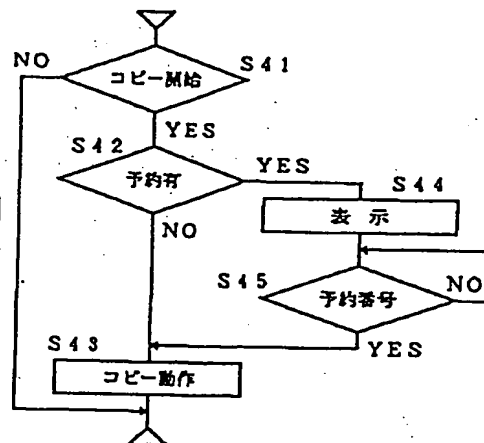 NO
コピー開始
S41
YES
S42
予約有
YES
S44
表示
NO
S45
予約番号
NO
YES
S43
コピー動作